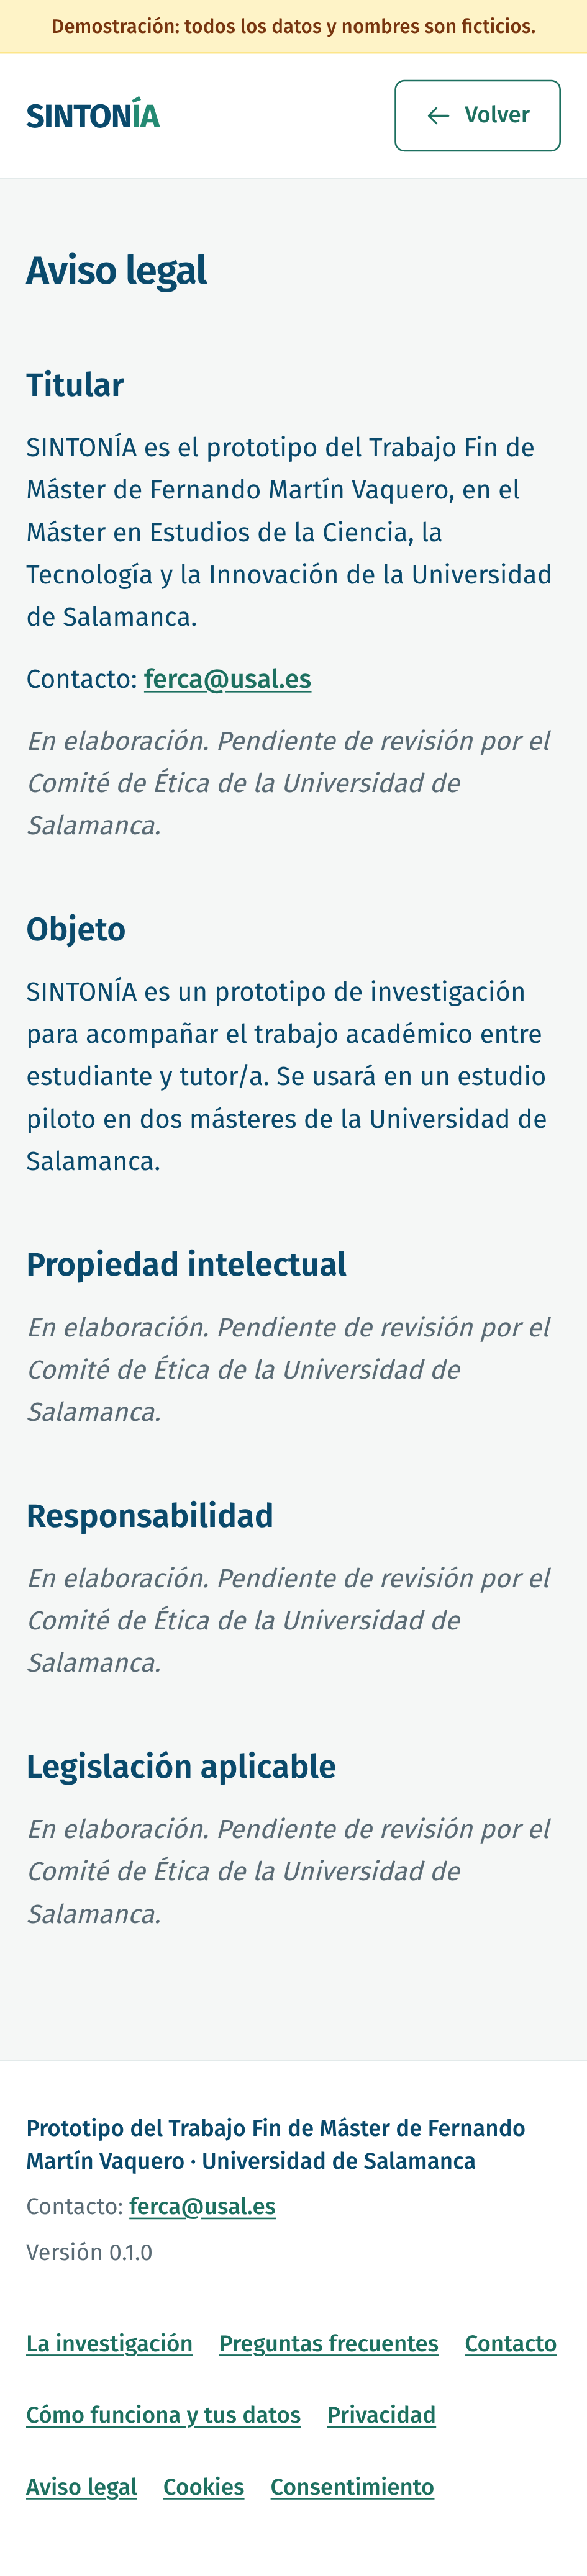 Demostración: todos los datos y nombres son ficticios.
SINTONÍA
← Volver
Aviso legal
Titular
SINTONÍA es el prototipo del Trabajo Fin de
Máster de Fernando Martín Vaquero, en el
Máster en Estudios de la Ciencia, la
Tecnología y la Innovación de la Universidad
de Salamanca.
Contacto: ferca@usal.es
En elaboración. Pendiente de revisión por el
Comité de Ética de la Universidad de
Salamanca.
Objeto
SINTONÍA es un prototipo de investigación
para acompañar el trabajo académico entre
estudiante y tutor/a. Se usará en un estudio
piloto en dos másteres de la Universidad de
Salamanca.
Propiedad intelectual
En elaboración. Pendiente de revisión por el
Comité de Ética de la Universidad de
Salamanca.
Responsabilidad
En elaboración. Pendiente de revisión por el
Comité de Ética de la Universidad de
Salamanca.
Legislación aplicable
En elaboración. Pendiente de revisión por el
Comité de Ética de la Universidad de
Salamanca.
Prototipo del Trabajo Fin de Máster de Fernando
Martín Vaquero · Universidad de Salamanca
Contacto: ferca@usal.es
Versión 0.1.0
La investigación Preguntas frecuentes Contacto
Cómo funciona y tus datos Privacidad
Aviso legal Cookies Consentimiento